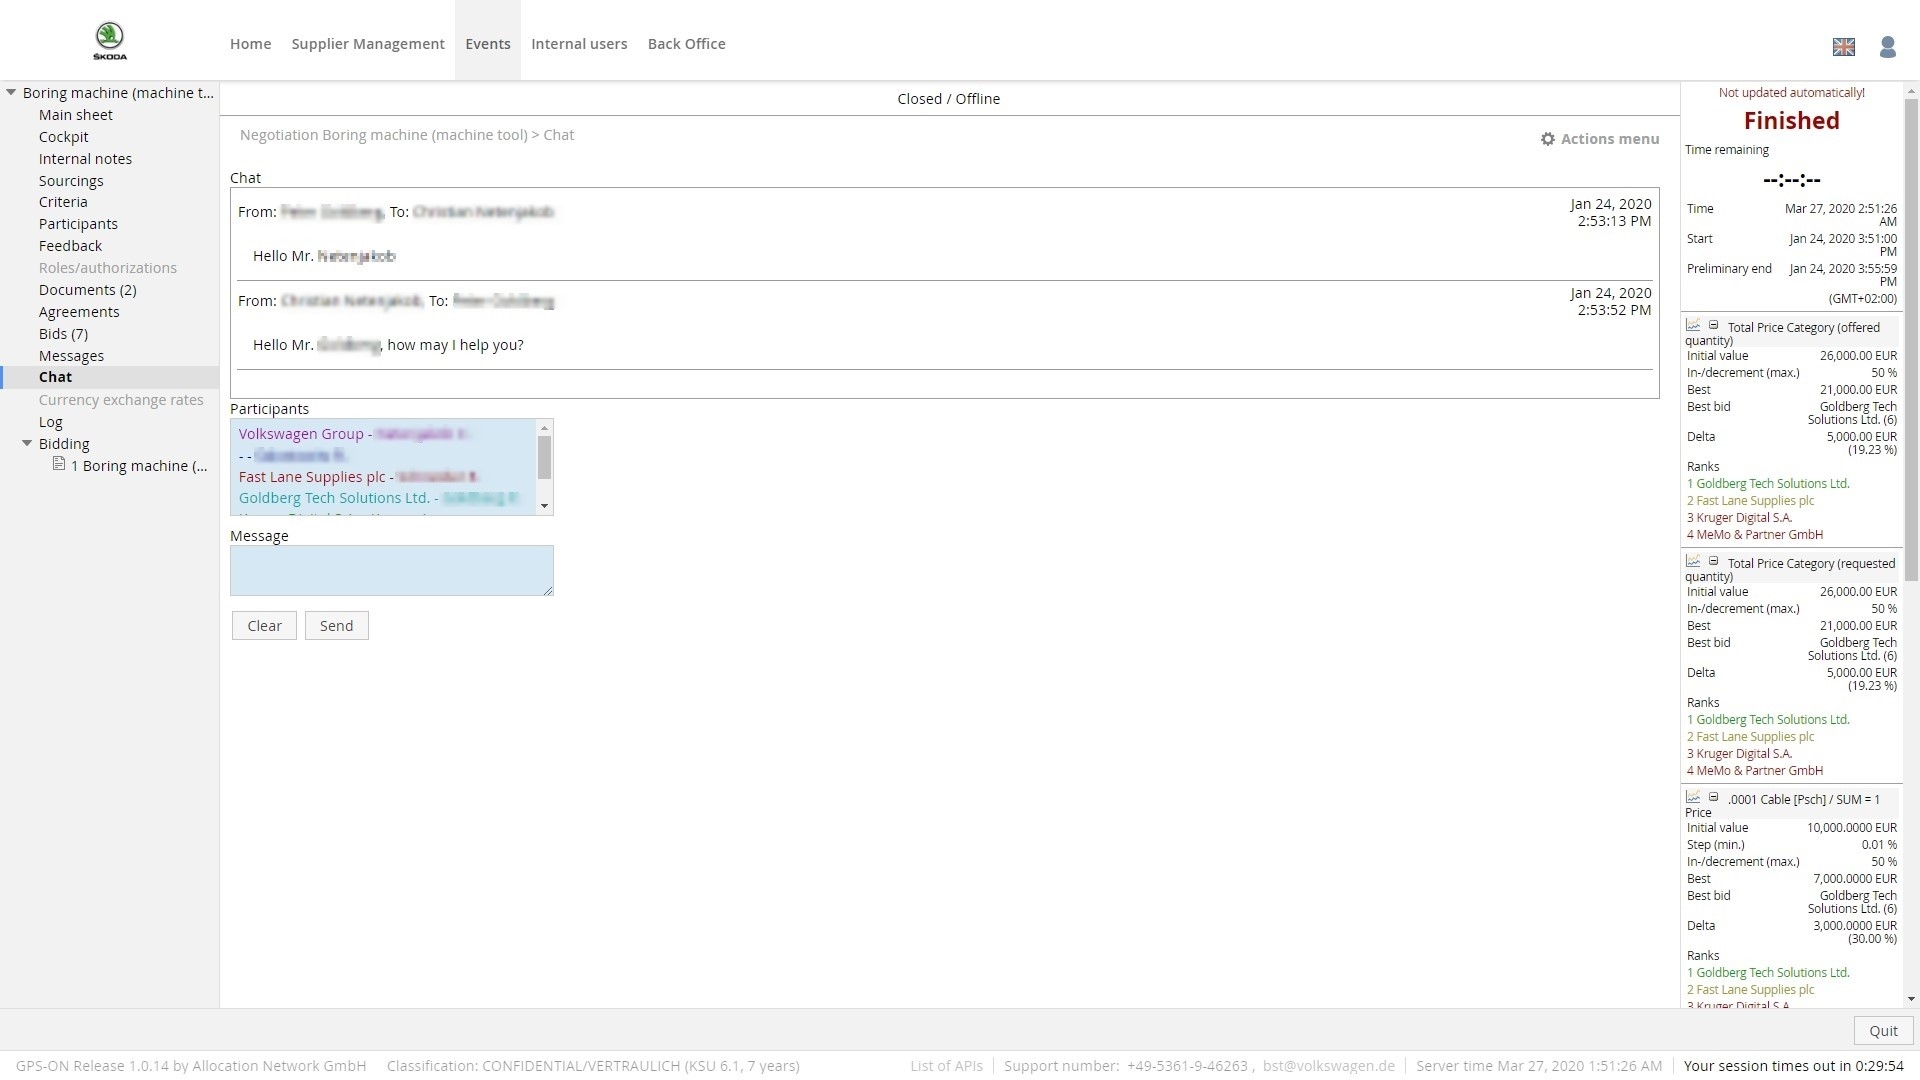 ŠKODA
Home Supplier Management Events Internal users Back Office
Boring machine (machine t...
Main sheet
Cockpit
Internal notes
Sourcings
Criteria
Participants
Feedback
Roles/authorizations
Documents (2)
Agreements
Bids (7)
Messages
Chat
Currency exchange rates
Log
Bidding
1 Boring machine (...
Closed / Offline
Negotiation Boring machine (machine tool) > Chat
Actions menu
Chat
From: , To:
Jan 24, 2020
2:53:13 PM
Hello Mr.
From: , To:
Jan 24, 2020
2:53:52 PM
Hello Mr. , how may I help you?
Participants
Volkswagen Group -
- -
Fast Lane Supplies plc -
Goldberg Tech Solutions Ltd. -
Message
Clear Send
Not updated automatically!
Finished
Time remaining
--:--:--
Time Mar 27, 2020 2:51:26
AM
Start Jan 24, 2020 3:51:00
PM
Preliminary end Jan 24, 2020 3:55:59
PM
(GMT+02:00)
Total Price Category (offered
quantity)
Initial value 26,000.00 EUR
In-/decrement (max.) 50 %
Best 21,000.00 EUR
Best bid Goldberg Tech
Solutions Ltd. (6)
Delta 5,000.00 EUR
(19.23 %)
Ranks
1 Goldberg Tech Solutions Ltd.
2 Fast Lane Supplies plc
3 Kruger Digital S.A.
4 MeMo & Partner GmbH
Total Price Category (requested
quantity)
Initial value 26,000.00 EUR
In-/decrement (max.) 50 %
Best 21,000.00 EUR
Best bid Goldberg Tech
Solutions Ltd. (6)
Delta 5,000.00 EUR
(19.23 %)
Ranks
1 Goldberg Tech Solutions Ltd.
2 Fast Lane Supplies plc
3 Kruger Digital S.A.
4 MeMo & Partner GmbH
.0001 Cable [Psch] / SUM = 1
Price
Initial value 10,000.0000 EUR
Step (min.) 0.01 %
In-/decrement (max.) 50 %
Best 7,000.0000 EUR
Best bid Goldberg Tech
Solutions Ltd. (6)
Delta 3,000.0000 EUR
(30.00 %)
Ranks
1 Goldberg Tech Solutions Ltd.
2 Fast Lane Supplies plc
3 Kruger Digital S.A.
Quit
GPS-ON Release 1.0.14 by Allocation Network GmbH Classification: CONFIDENTIAL/VERTRAULICH (KSU 6.1, 7 years) List of APIs Support number: +49-5361-9-46263 , bst@volkswagen.de Server time Mar 27, 2020 1:51:26 AM Your session times out in 0:29:54